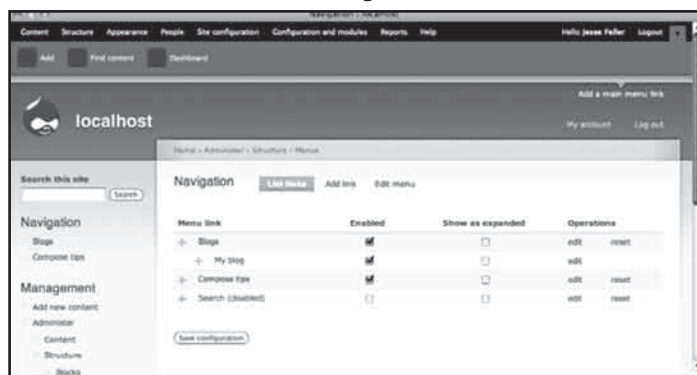 Navigation | localhost
Content Structure Appearance People Site configuration Configuration and modules Reports Help Hello Jesse Feiler Logout
Add Find content Dashboard
Add a main menu link
localhost
My account Log out
Home » Administer » Structure » Menus
Search this site
Search
Navigation List links Add link Edit menu
Navigation
Blogs
Compose tips
Management
Add new content
Administer
Content
Structure
Blocks
Menu link Enabled Show as expanded Operations
Blogs edit reset
My blog edit
Compose tips edit reset
Search (disabled) edit reset
Save configuration